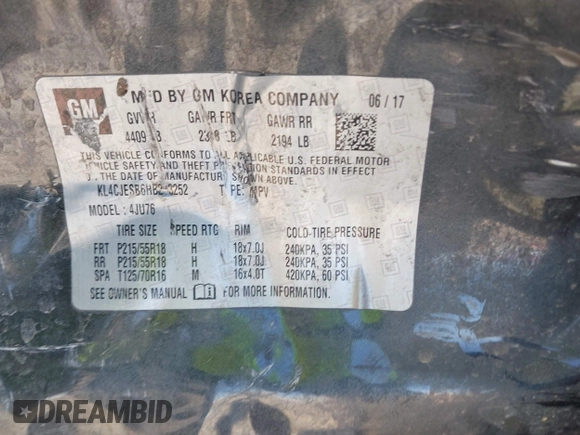 GM
MFD BY GM KOREA COMPANY 06 / 17
GVWR GAWR FRT GAWR RR
4409 LB LB 2194 LB
THIS VEHICLE CONFORMS TO ALL APPLICABLE U.S. FEDERAL MOTOR
VEHICLE SAFETY AND THEFT PREVENTION STANDARDS IN EFFECT
THE DATE OF MANUFACTURE SHOWN ABOVE.
TYPE: MPV
MODEL : 4JU76
TIRE SIZE SPEED RTG RIM COLD TIRE PRESSURE
FRT P215/55R18 H 18x7.0J 240KPA, 35 PSI
RR P215/55R18 H 18x7.0J 240KPA, 35 PSI
SPA T125/70R16 M 16x4.0T 420KPA, 60 PSI
SEE OWNER'S MANUAL FOR MORE INFORMATION.
DREAMBID